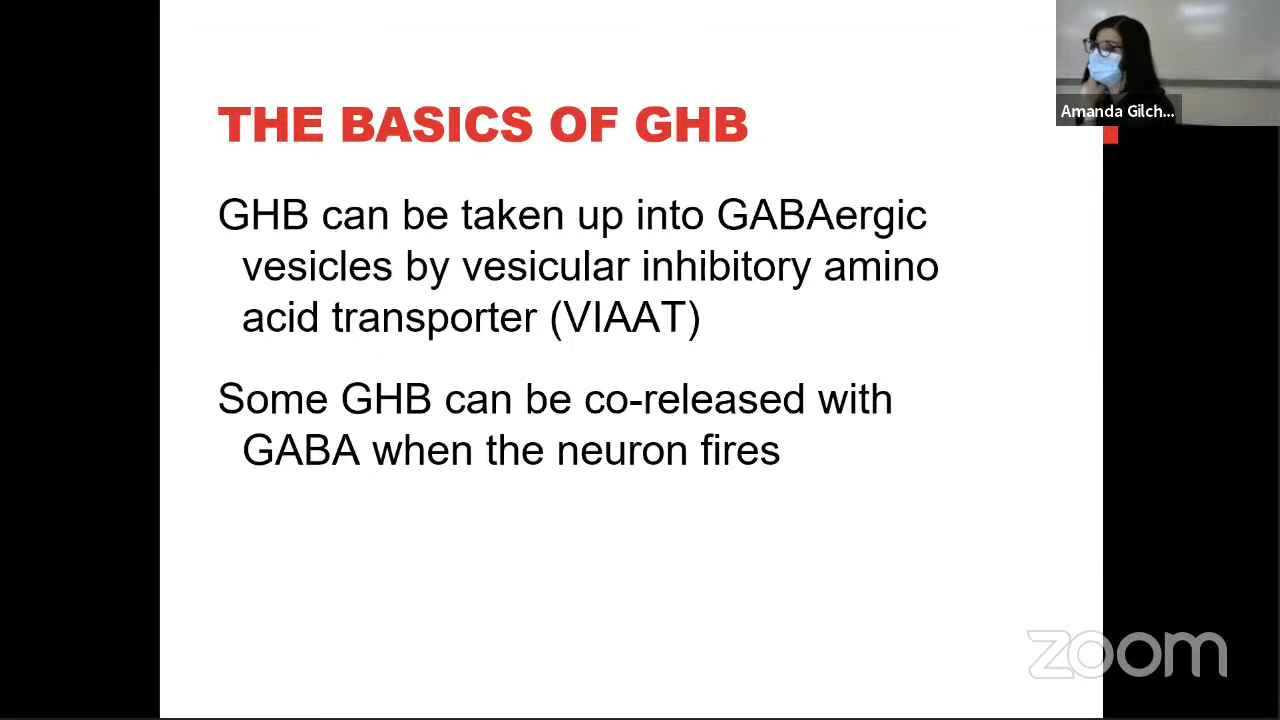 THE BASICS OF GHB
Amanda Gilch...
GHB can be taken up into GABAergic
vesicles by vesicular inhibitory amino
acid transporter (VIAAT)
Some GHB can be co-released with
GABA when the neuron fires
zoom